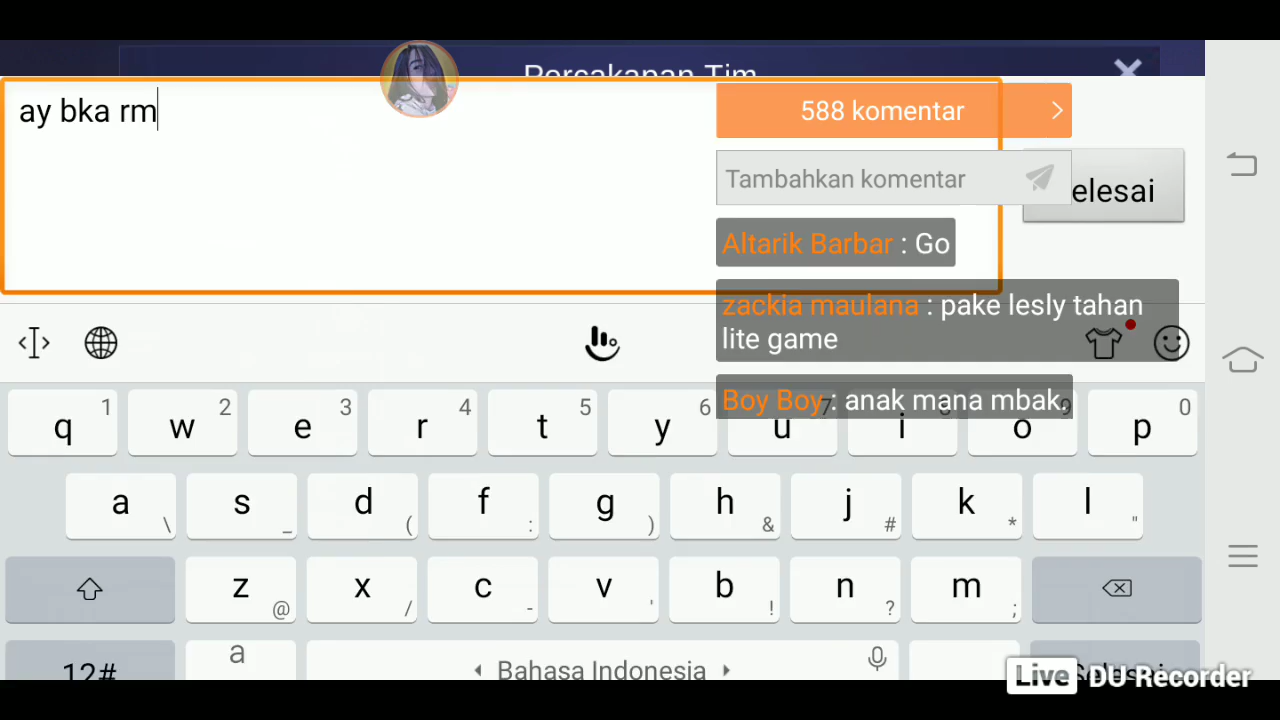 Percakapan Tim
ay bka rm
588 komentar
Tambahkan komentar
elesai
Altarik Barbar : Go
zackia maulana : pake lesly tahan
lite game
Boy Boy : anak mana mbak.
1 2 3 4 5 6 7 8 9 0
q w e r t y u i o p
a s d f g h j k l
\ _ ( : ) & # * "
z x c v b n m
@ / - ' ! ? ;
12#
a
Bahasa Indonesia
Live DU Recorder